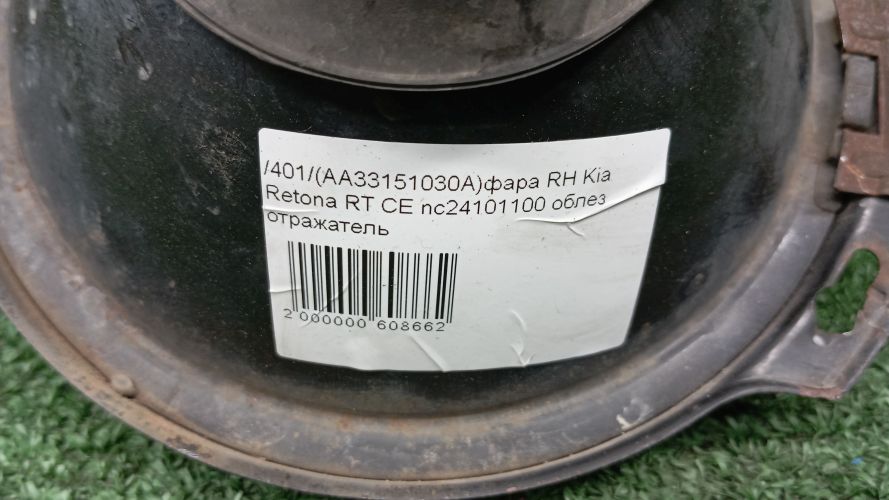 /401/(AA33151030A)фара RH Kia
Retona RT CE nc24101100 облез
отражатель
2 000000 608662